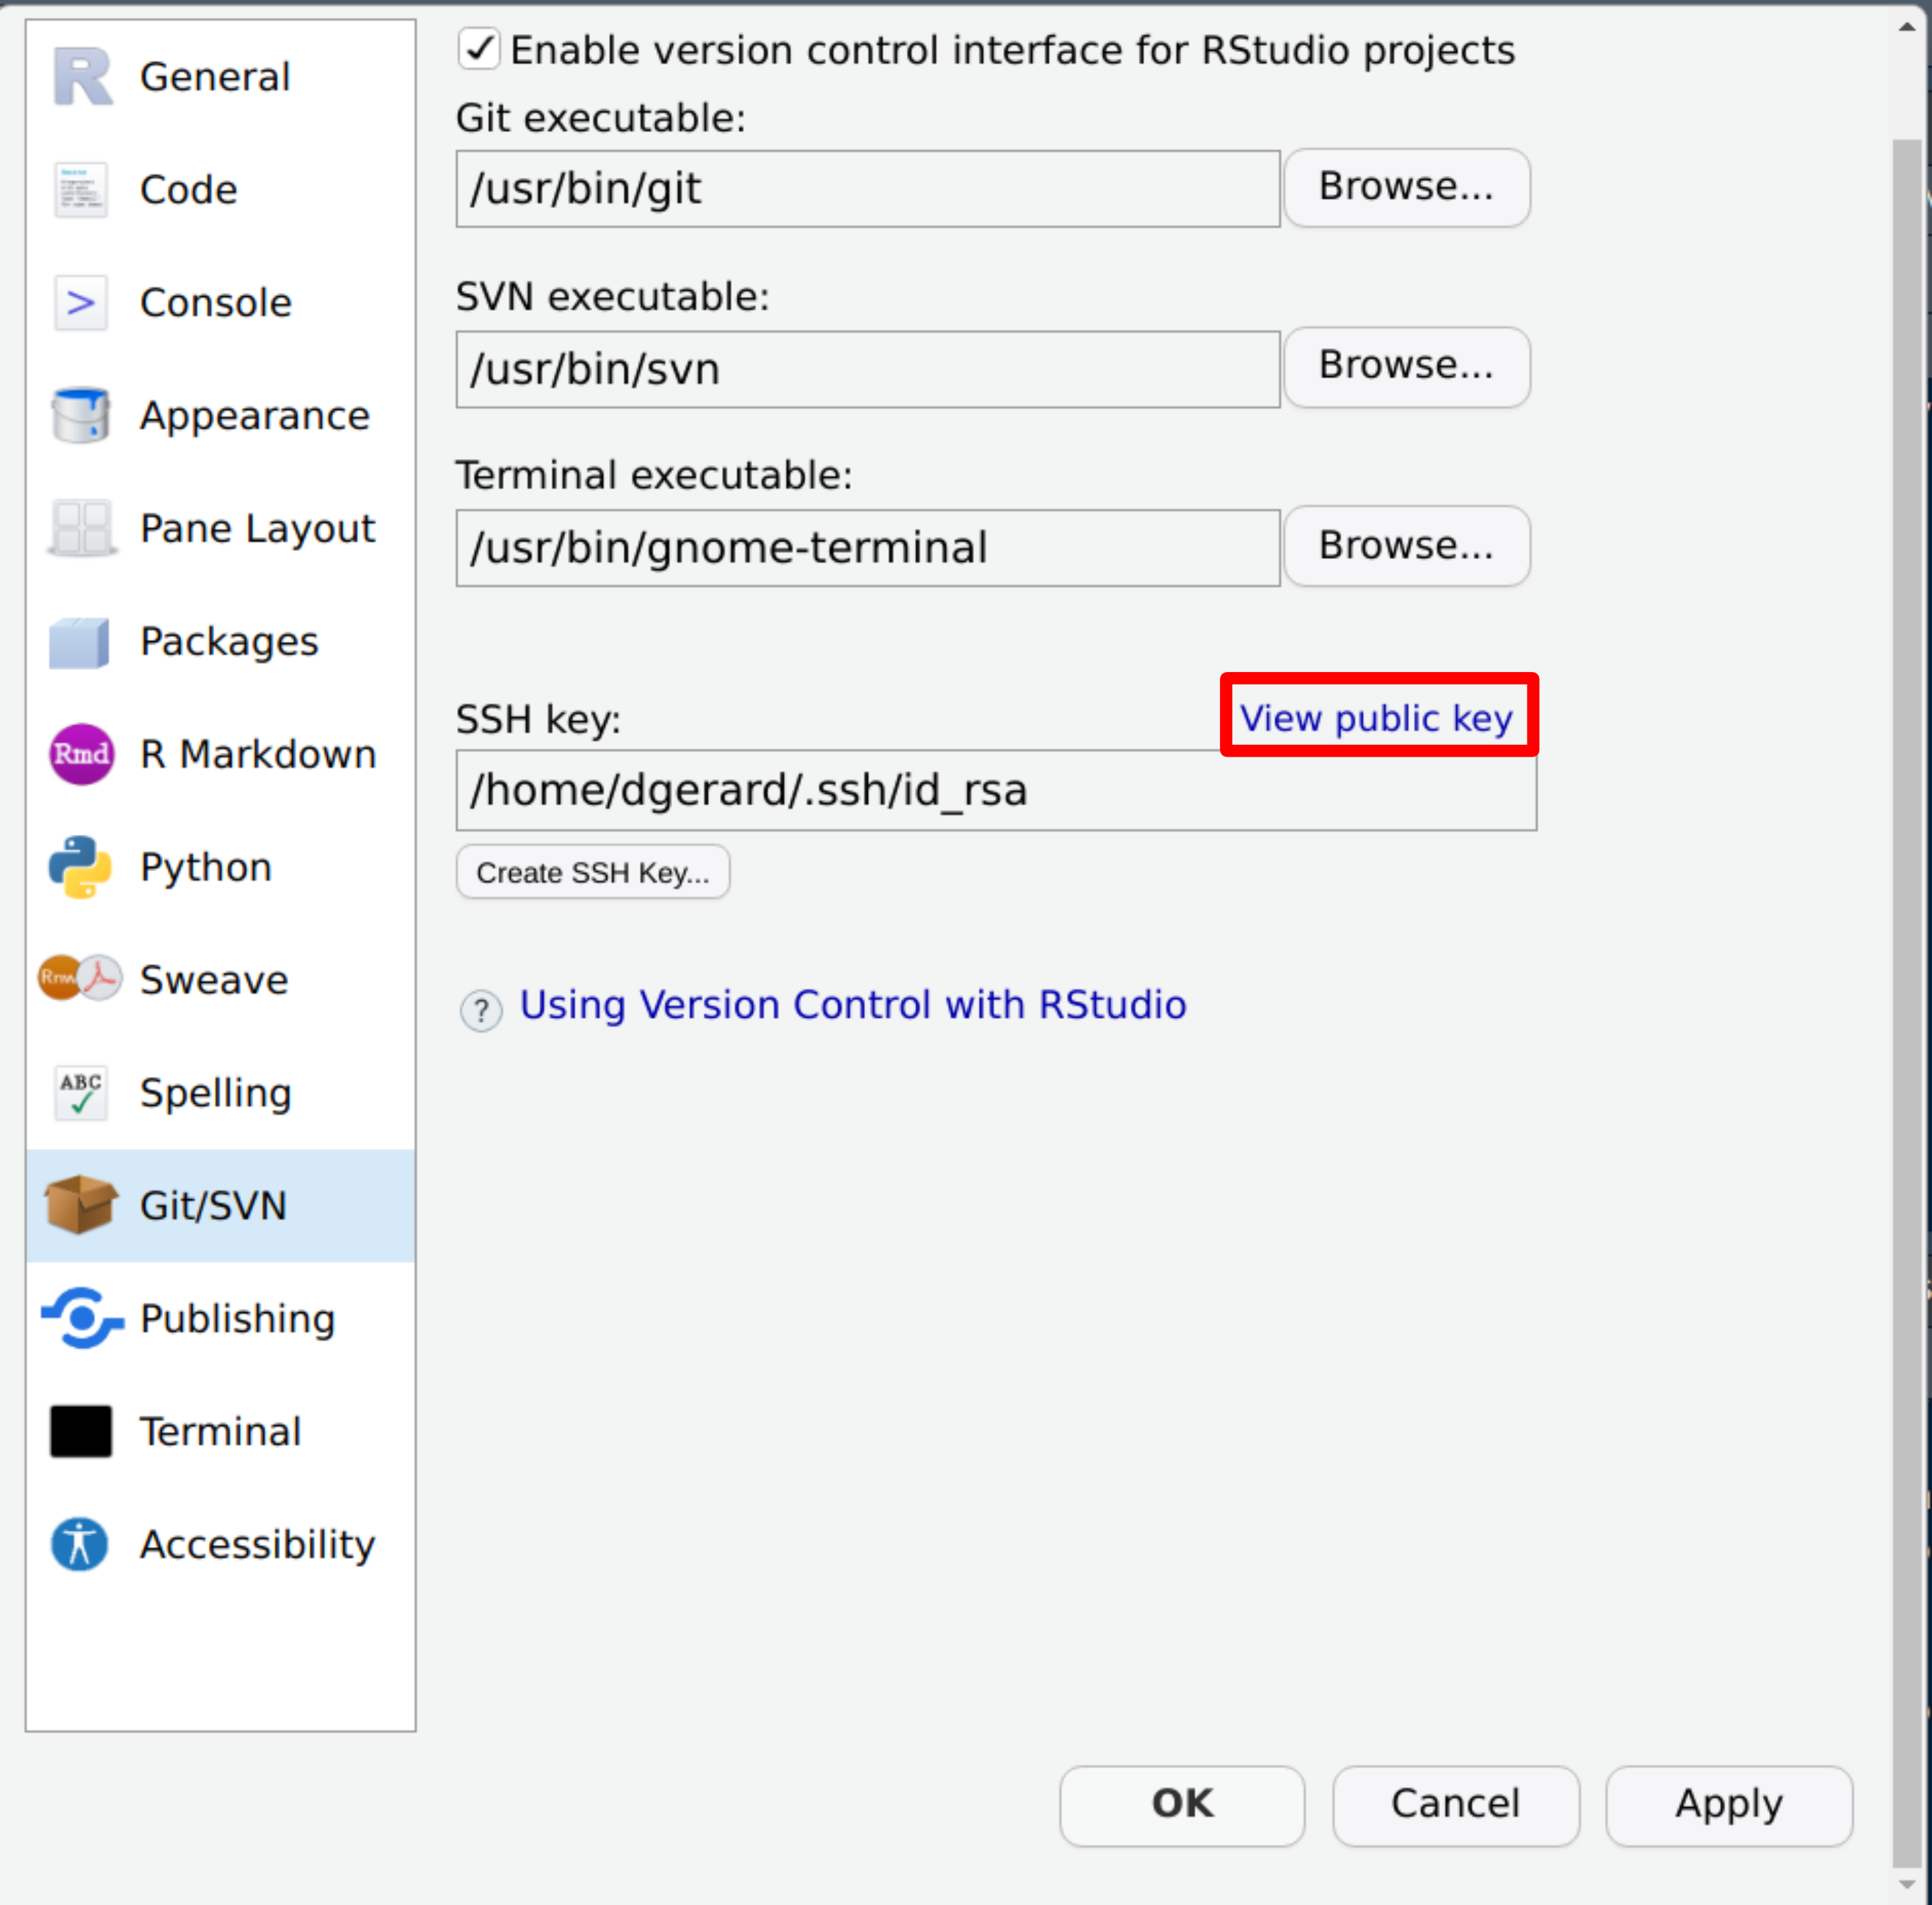 General
Code
Console
Appearance
Pane Layout
Packages
Rmd
R Markdown
Python
Rnw
Sweave
ABC
Spelling
Git/SVN
Publishing
Terminal
Accessibility
Enable version control interface for RStudio projects
Git executable:
/usr/bin/git
Browse...
SVN executable:
/usr/bin/svn
Browse...
Terminal executable:
/usr/bin/gnome-terminal
Browse...
SSH key:
View public key
/home/dgerard/.ssh/id_rsa
Create SSH Key...
? Using Version Control with RStudio
OK
Cancel
Apply